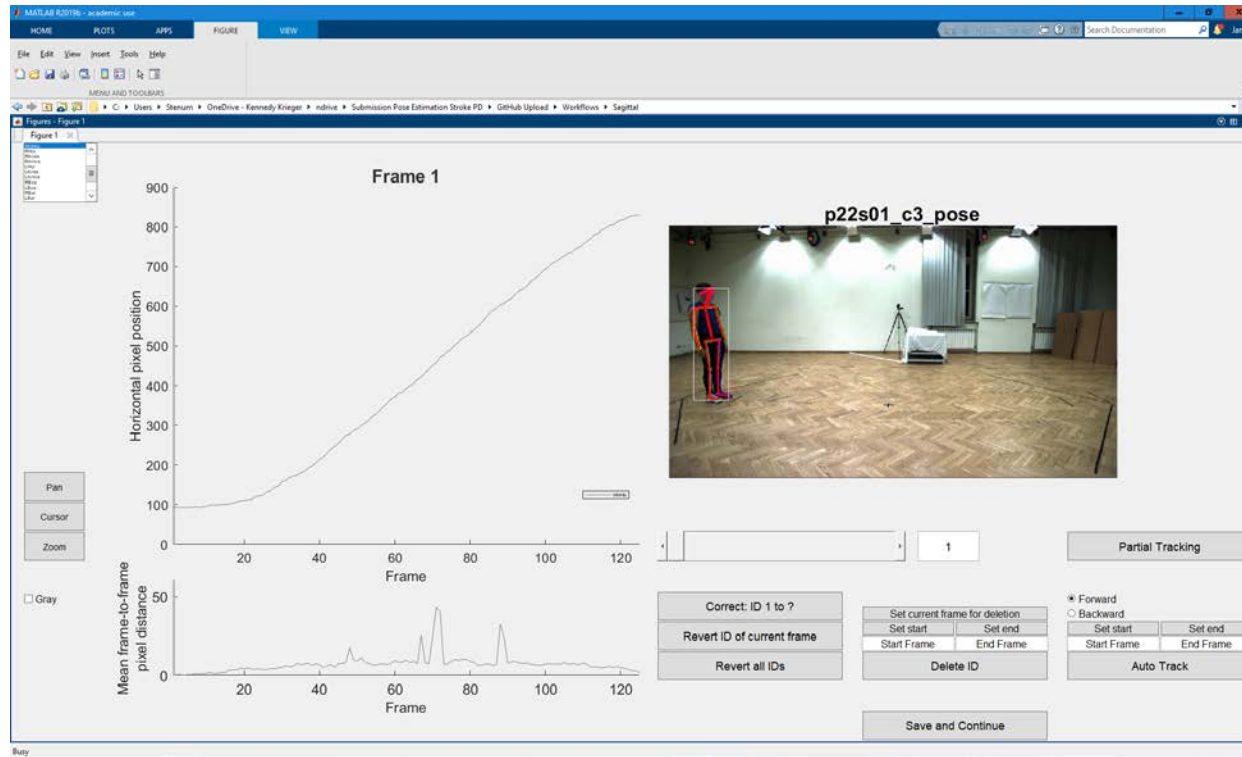 MATLAB R2019b - academic use
HOME PLOTS APPS FIGURE VIEW
Search Documentation
File Edit View Insert Tools Help
MENU AND TOOLBARS
C: Users Stenum OneDrive - Kennedy Krieger ndrive Submission Pose Estimation Stroke PD GitHub Upload Workflows Sagittal
Figures - Figure 1
Figure 1
Frame 1
900
800
700
600
500
400
300
200
100
0
Horizontal pixel position
20 40 60 80 100 120
Frame
p22s01_c3_pose
Pan
Cursor
Zoom
Gray
Mean frame-to-frame
pixel distance
50
0
20 40 60 80 100 120
Frame
1
Partial Tracking
Correct: ID 1 to ?
Revert ID of current frame
Revert all IDs
Set current frame for deletion
Set start Set end
Start Frame End Frame
Delete ID
Forward
Backward
Set start Set end
Start Frame End Frame
Auto Track
Save and Continue
Busy